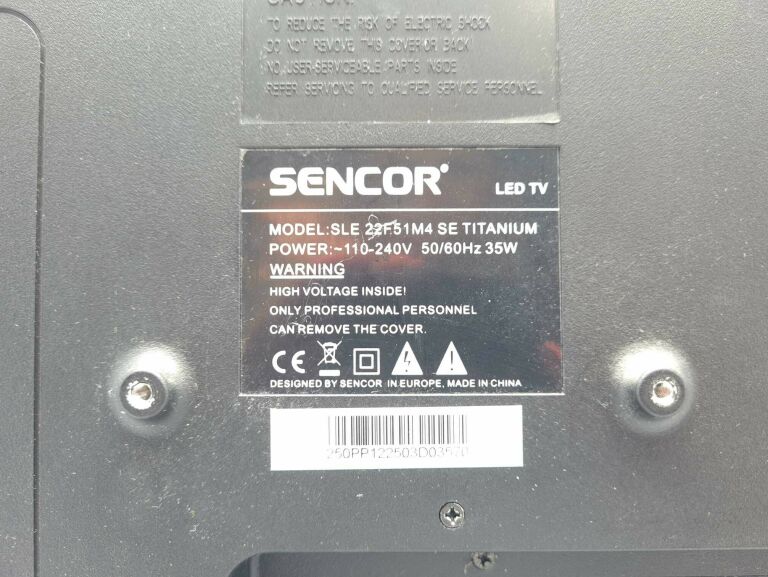 CAUTION:
TO REDUCE THE RISK OF ELECTRIC SHOCK
DO NOT REMOVE THIS COVER OR BACK!
NO USER-SERVICEABLE PARTS INSIDE
REFER SERVICING TO QUALIFIED SERVICE PERSONNEL
SENCOR
LED TV
MODEL:SLE 22F51M4 SE TITANIUM
POWER:~110-240V 50/60Hz 35W
WARNING
HIGH VOLTAGE INSIDE!
ONLY PROFESSIONAL PERSONNEL
CAN REMOVE THE COVER.
CE
DESIGNED BY SENCOR IN EUROPE, MADE IN CHINA
250PP122503D03570